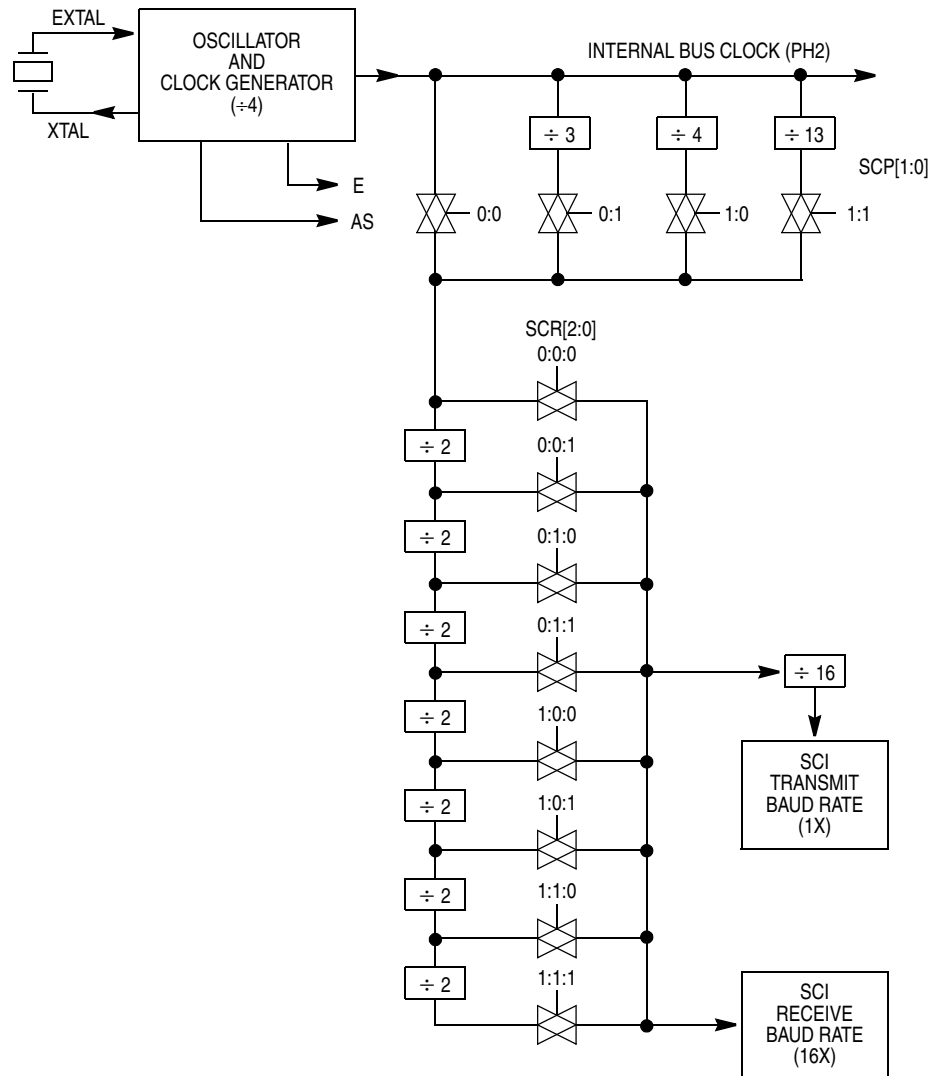 EXTAL
XTAL
OSCILLATOR
AND
CLOCK GENERATOR
(÷4)
E
AS
INTERNAL BUS CLOCK (PH2)
÷ 3
÷ 4
÷ 13
SCP[1:0]
0:0
0:1
1:0
1:1
SCR[2:0]
0:0:0
÷ 2
0:0:1
÷ 2
0:1:0
÷ 2
0:1:1
÷ 16
÷ 2
1:0:0
SCI
TRANSMIT
BAUD RATE
(1X)
÷ 2
1:0:1
÷ 2
1:1:0
÷ 2
1:1:1
SCI
RECEIVE
BAUD RATE
(16X)